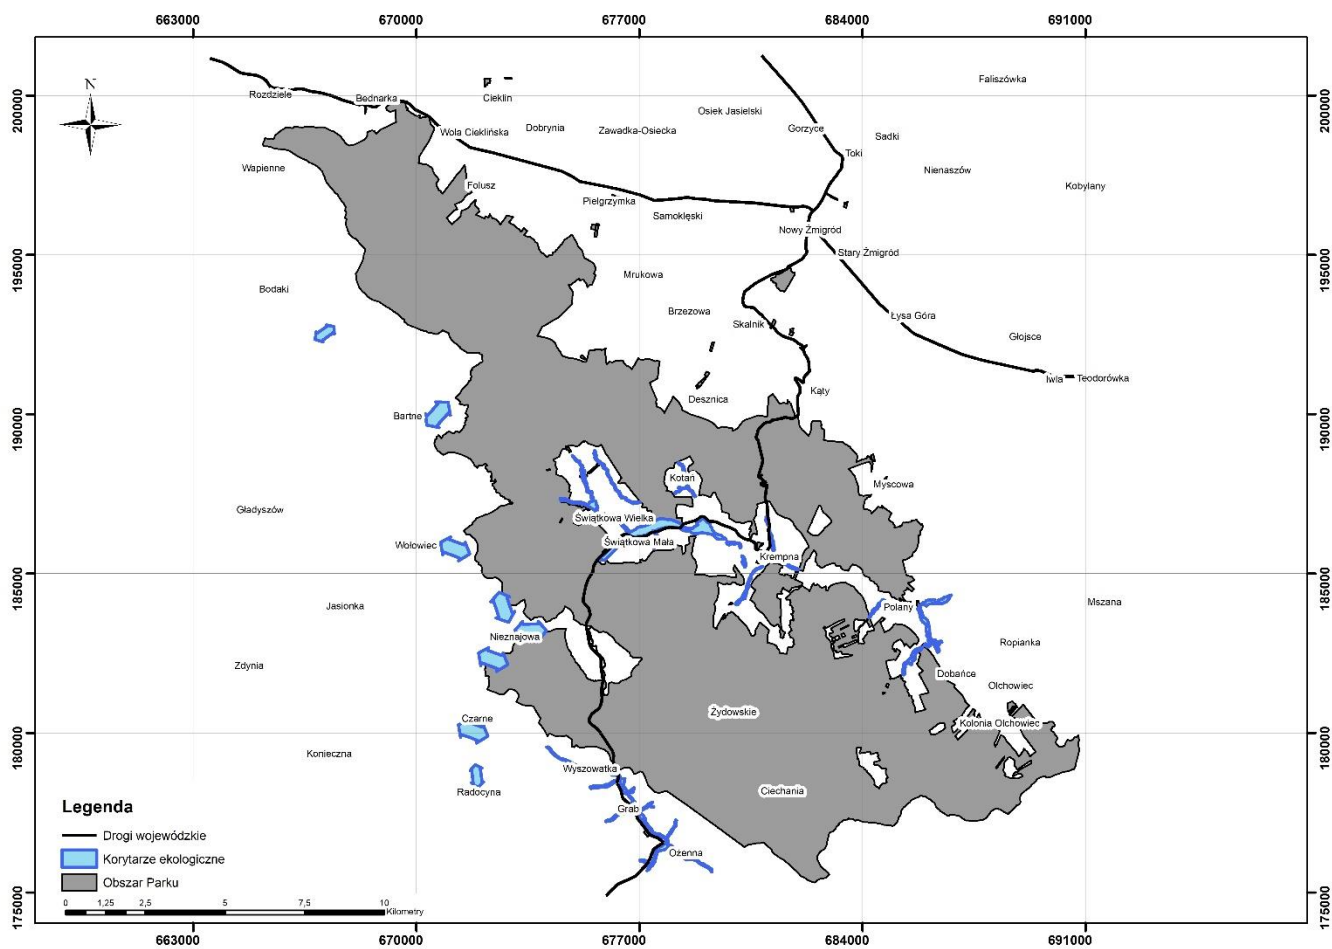 663000 670000 677000 684000 691000
N
Faliszówka
Rozdziele Bednarka Cieklin
200000 200000
Osiek Jasielski
Wola Cieklińska Dobrynia Zawadka-Osiecka Gorzyce Sadki
Toki
Wapienne Nienaszów
Folusz Kobylany
Pielgrzymka
Samoklęski
Nowy Żmigród
195000 Stary Żmigród 195000
Mrukowa
Bodaki
Brzezowa Łysa Góra
Skalnik
Głojsce
Iwla Teodorówka
Kąty
Desznica
190000 Bartne 190000
Kotań
Myscowa
Gładyszów Świątkowa Wielka
Wołowiec Świątkowa Mała
Krempna
185000 185000
Jasionka Polany Mszana
Nieznajowa Ropianka
Zdynia Dobańce
Olchowiec
Czarne Żydowskie Kolonia Olchowiec
180000 180000
Konieczna
Wyszowatka
Radocyna Ciechania
Grab
Legenda
Drogi wojewódzkie
Korytarze ekologiczne
Ożenna
Obszar Parku
0 1,25 2,5 5 7,5 10
Kilometry
175000 175000
663000 670000 677000 684000 691000